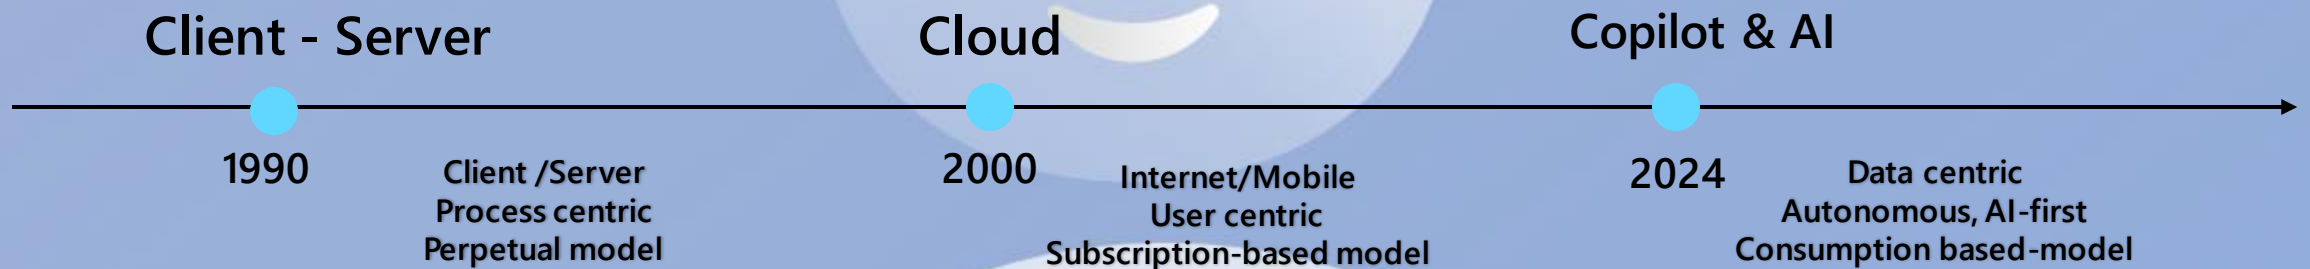 Client - Server
Cloud
Copilot & AI
1990
Client /Server
Process centric
Perpetual model
2000
Internet/Mobile
User centric
Subscription-based model
2024
Data centric
Autonomous, AI-first
Consumption based-model